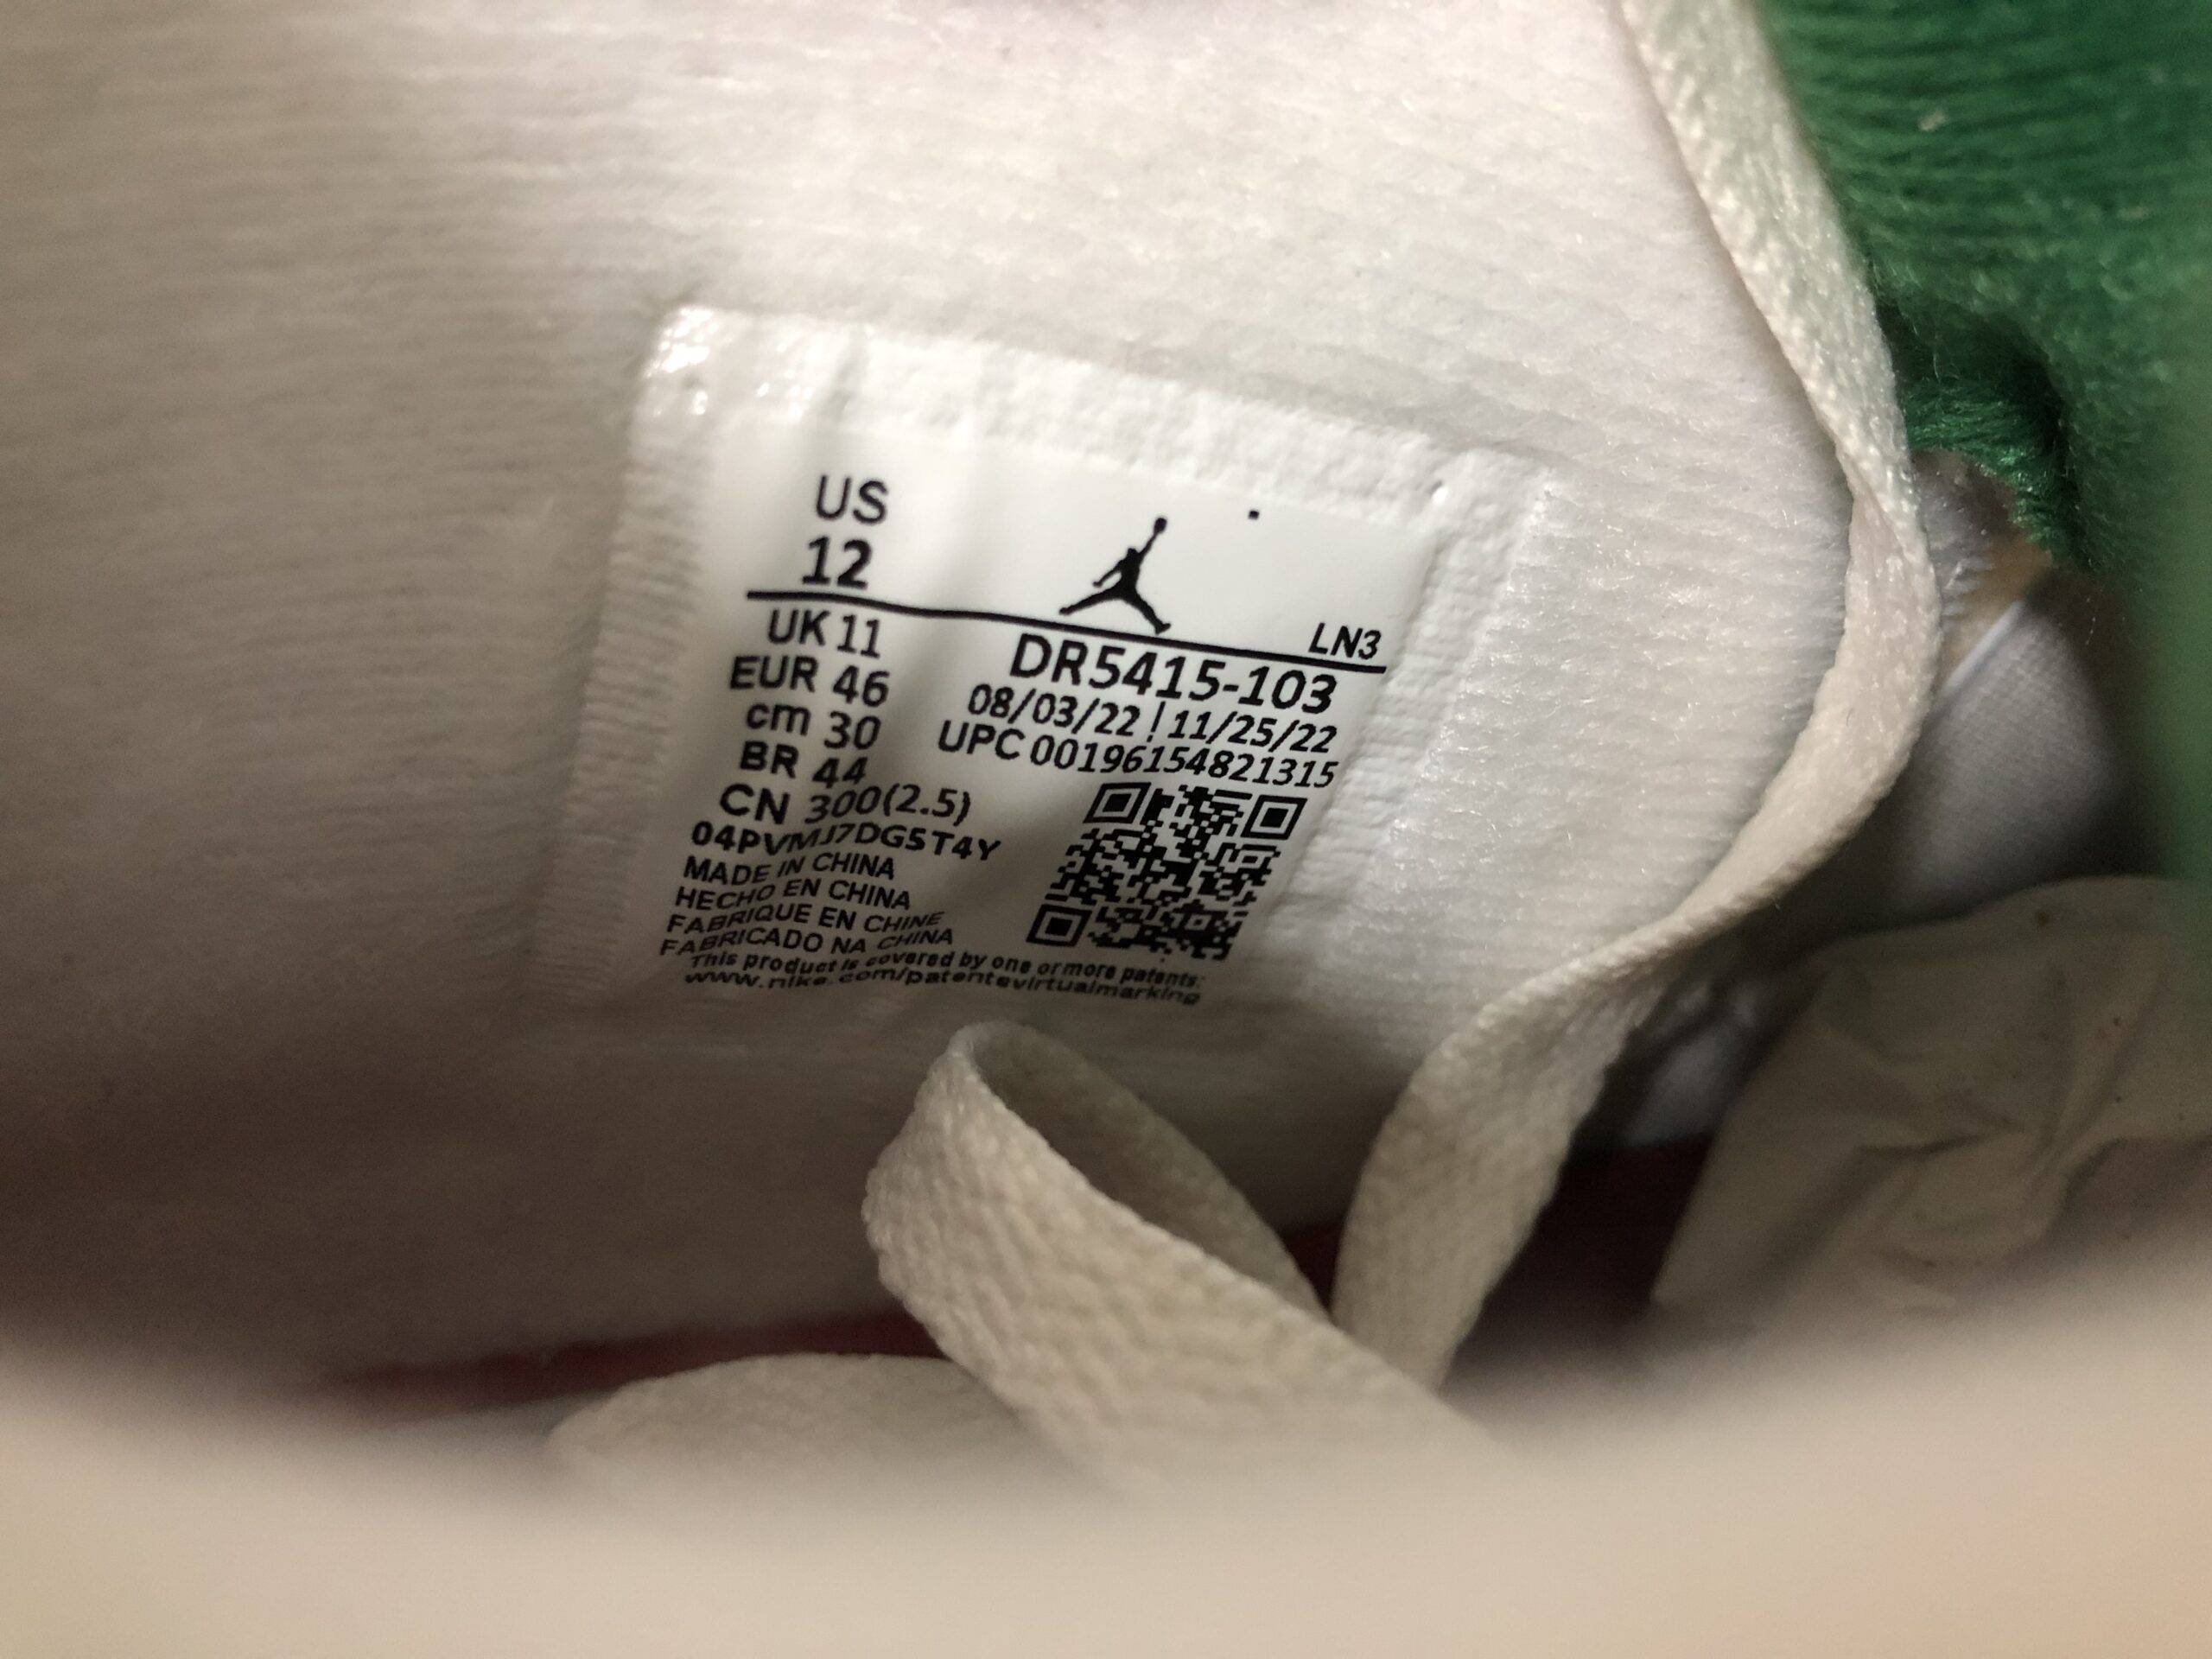 US
12
LN3
UK 11
EUR 46
cm 30
BR 44
CN 300(2.5)
DR5415-103
08/03/22 ! 11/25/22
UPC 00196154821315
04PVMJ7DG5T4Y
MADE IN CHINA
HECHO EN CHINA
FABRIQUE EN CHINE
FABRICADO NA CHINA
This product is covered by one or more patents:
www.nike.com/patentsvirtualmarking